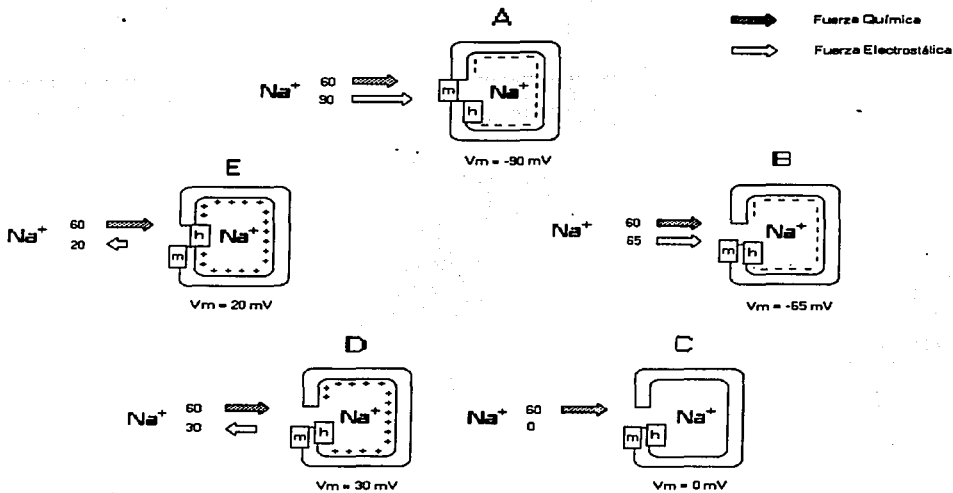 A
Fuerza Química
Fuerza Electrostática
Na⁺
60
90
m
h
Na⁺
Vm = -90 mV
E
Na⁺
60
20
m
h
Na⁺
Vm = 20 mV
B
Na⁺
60
65
m
h
Na⁺
Vm = -65 mV
D
Na⁺
60
30
m
h
Na⁺
Vm = 30 mV
C
Na⁺
60
0
m
h
Na⁺
Vm = 0 mV